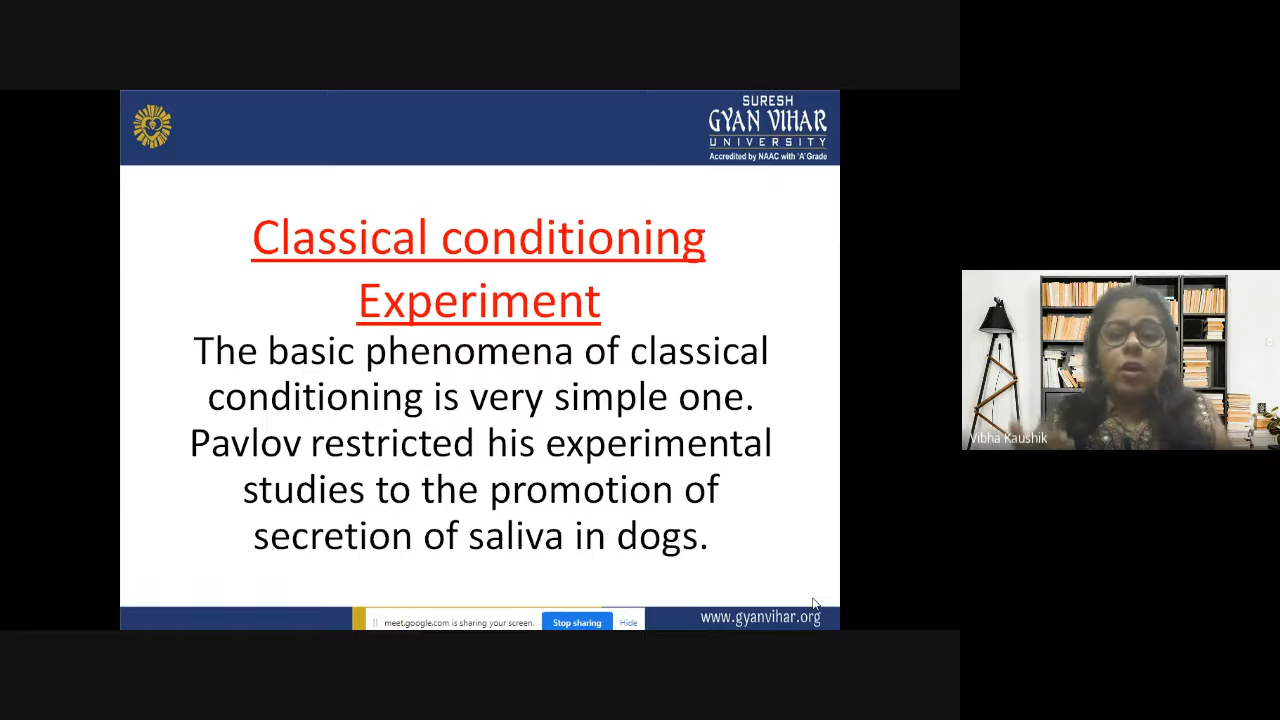 SURESH
GYAN VIHAR
UNIVERSITY
Accredited by NAAC with 'A' Grade
Classical conditioning
Experiment
The basic phenomena of classical
conditioning is very simple one.
Pavlov restricted his experimental
studies to the promotion of
secretion of saliva in dogs.
meet.google.com is sharing your screen.
Stop sharing
Hide
www.gyanvihar.org
Vibha Kaushik